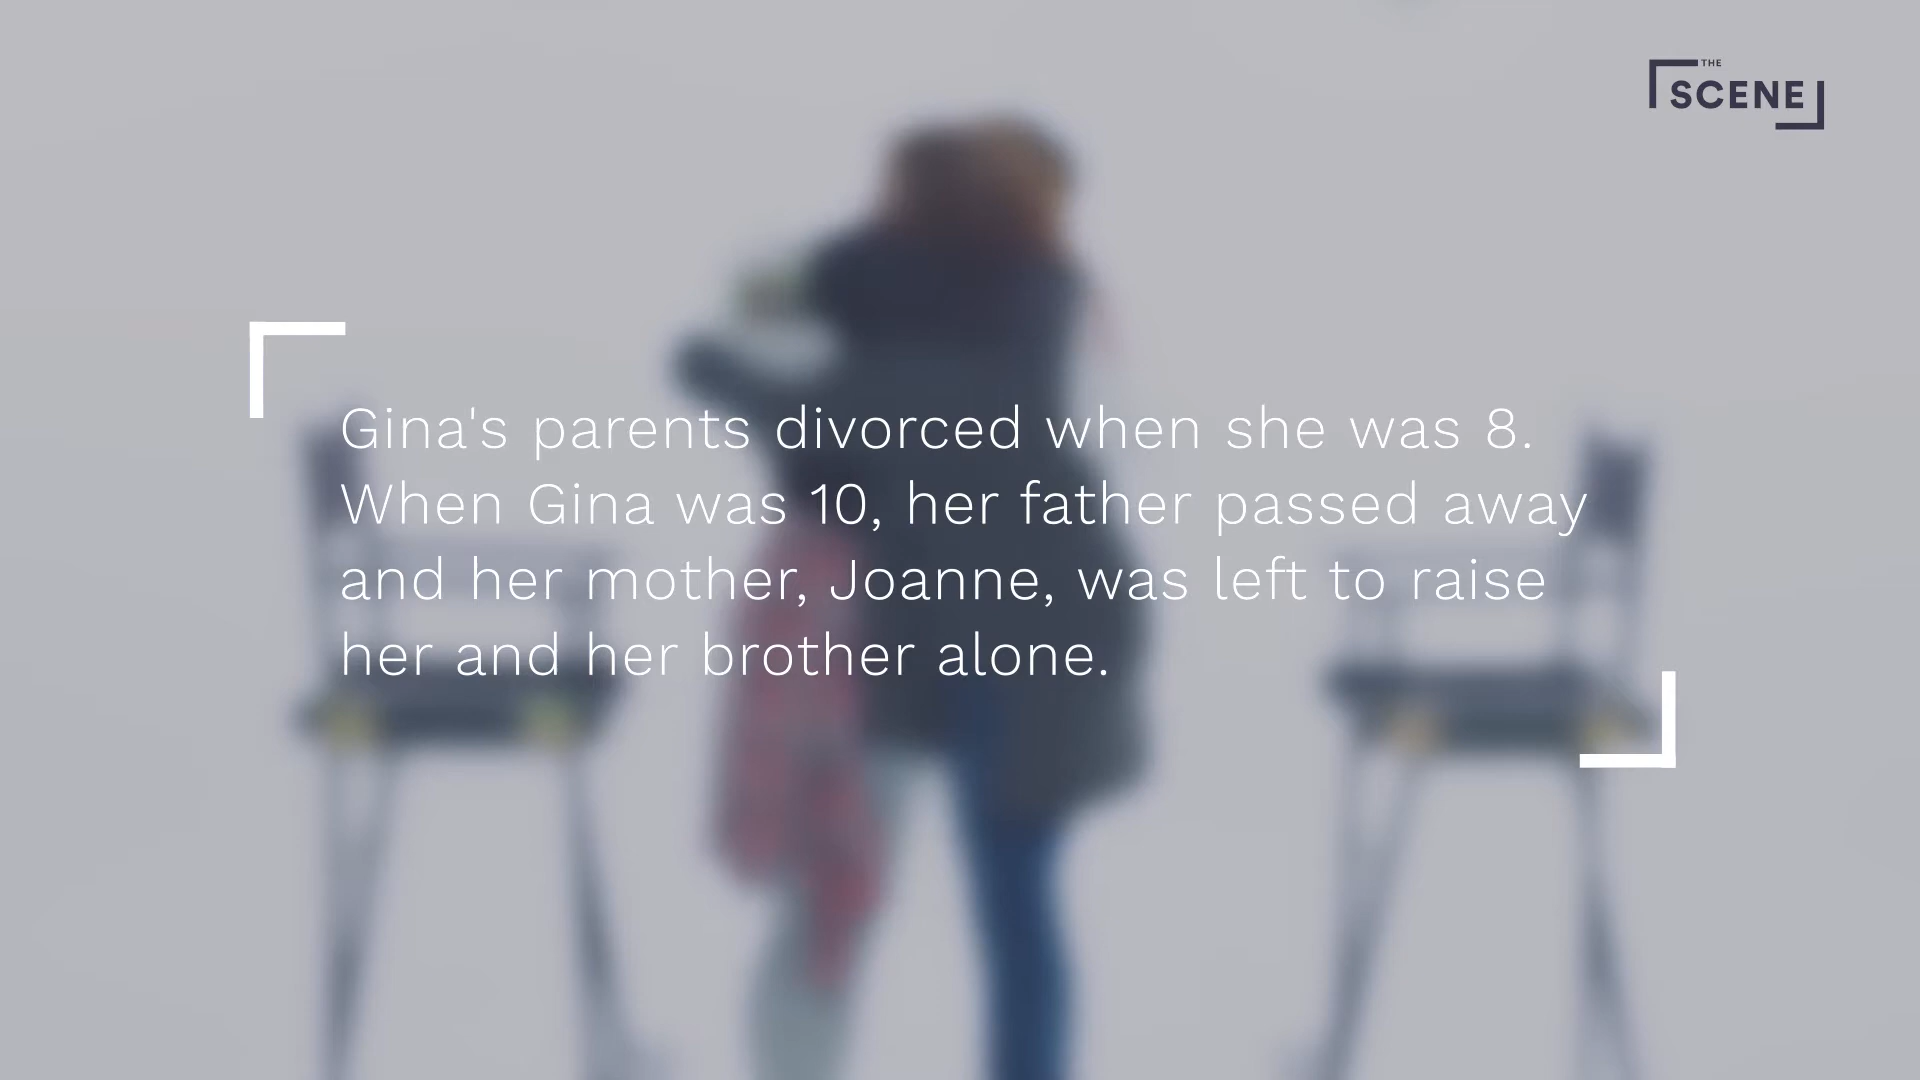 THE
SCENE
Gina's parents divorced when she was 8.
When Gina was 10, her father passed away
and her mother, Joanne, was left to raise
her and her brother alone.